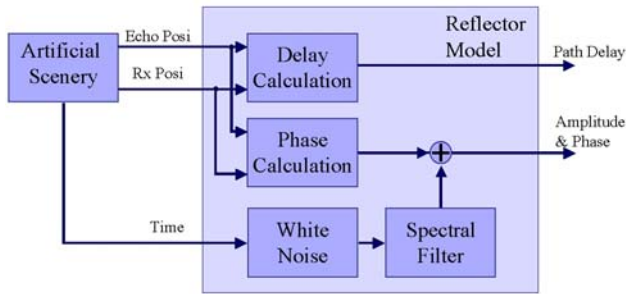 Artificial
Scenery
Echo Posi
Rx Posi
Time
Reflector
Model
Delay
Calculation
Phase
Calculation
White
Noise
Spectral
Filter
Path Delay
Amplitude
& Phase